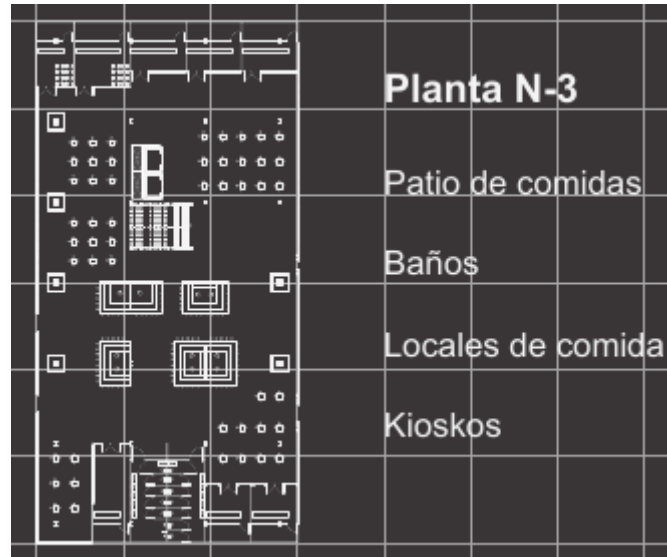 Planta N-3
Patio de comidas
Baños
Locales de comida
Kioskos